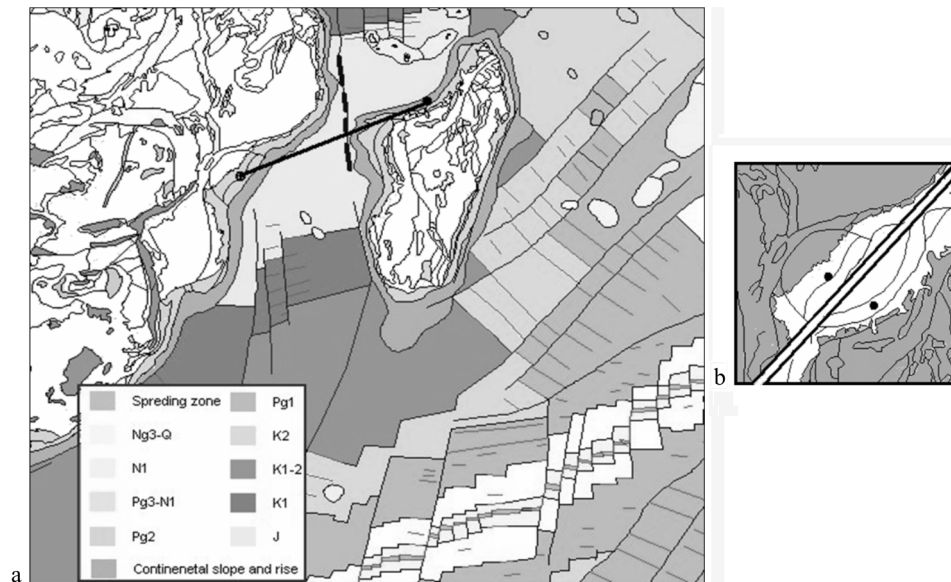 Spreding zone
Pg1
Ng3-Q
K2
N1
K1-2
Pg3-N1
K1
Pg2
J
Continenetal slope and rise
a
b